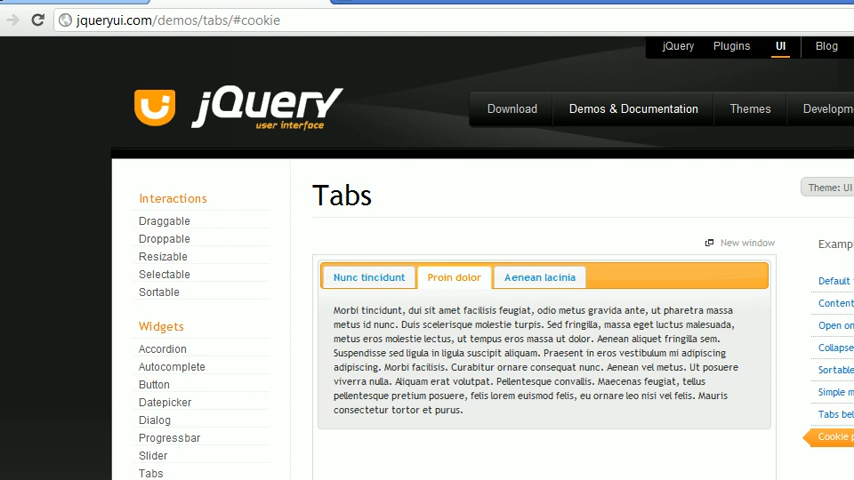 jqueryui.com/demos/tabs/#cookie
jQuery Plugins UI Blog
jQuery
user interface
Download Demos & Documentation Themes Developm
Interactions
Draggable
Droppable
Resizable
Selectable
Sortable
Widgets
Accordion
Autocomplete
Button
Datepicker
Dialog
Progressbar
Slider
Tabs
Tabs
Theme: UI
New window
Nunc tincidunt Proin dolor Aenean lacinia
Morbi tincidunt, dui sit amet facilisis feugiat, odio metus gravida ante, ut pharetra massa
metus id nunc. Duis scelerisque molestie turpis. Sed fringilla, massa eget luctus malesuada,
metus eros molestie lectus, ut tempus eros massa ut dolor. Aenean aliquet fringilla sem.
Suspendisse sed ligula in ligula suscipit aliquam. Praesent in eros vestibulum mi adipiscing
adipiscing. Morbi facilisis. Curabitur ornare consequat nunc. Aenean vel metus. Ut posuere
viverra nulla. Aliquam erat volutpat. Pellentesque convallis. Maecenas feugiat, tellus
pellentesque pretium posuere, felis lorem euismod felis, eu ornare leo nisi vel felis. Mauris
consectetur tortor et purus.
Examp
Default
Content
Open on
Collapse
Sortable
Simple m
Tabs bel
Cookie p